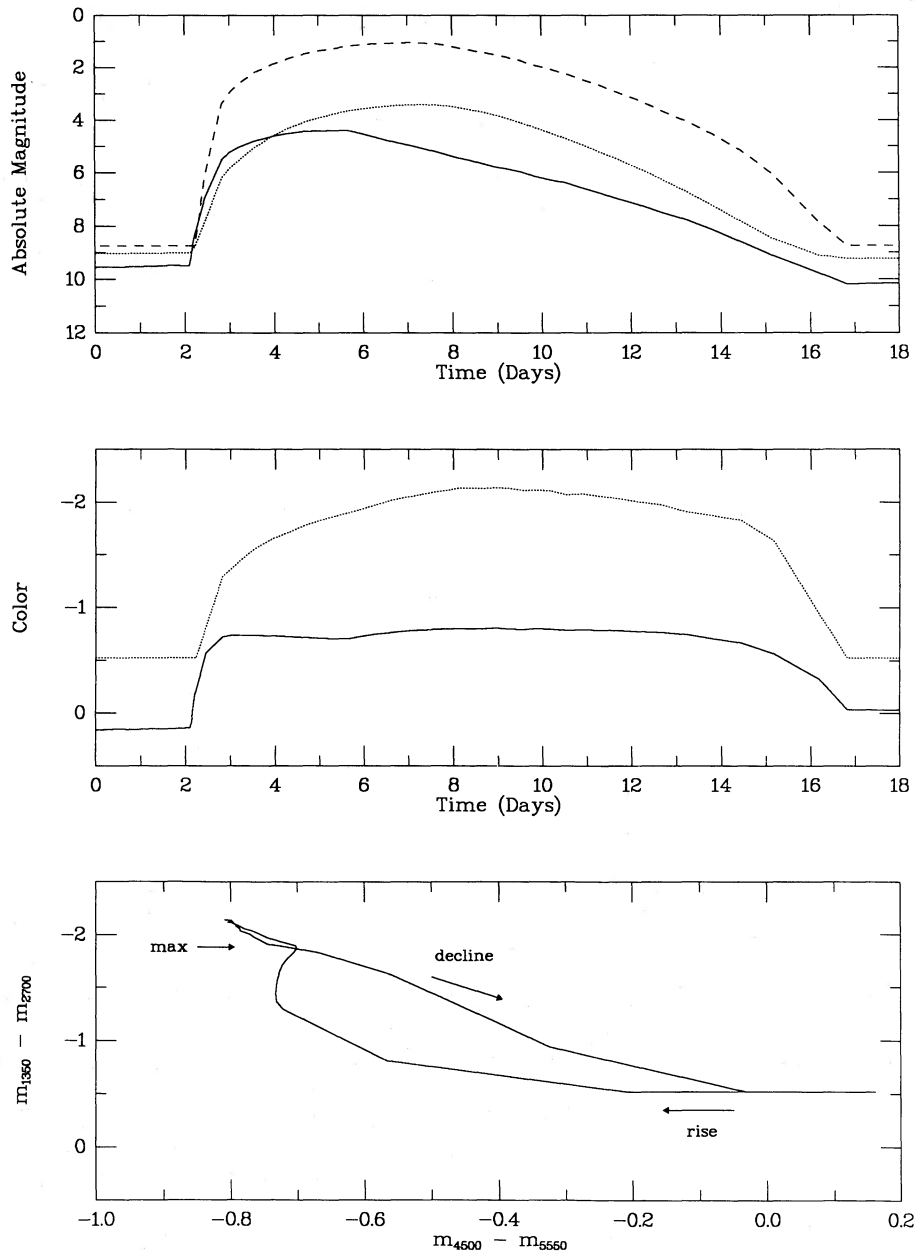 0
2
4
6
8
10
12
Absolute Magnitude
0 2 4 6 8 10 12 14 16 18
Time (Days)
-2
-1
0
Color
0 2 4 6 8 10 12 14 16 18
Time (Days)
-2
-1
0
m1350 - m2700
max
decline
rise
-1.0 -0.8 -0.6 -0.4 -0.2 0.0 0.2
m4500 - m5550